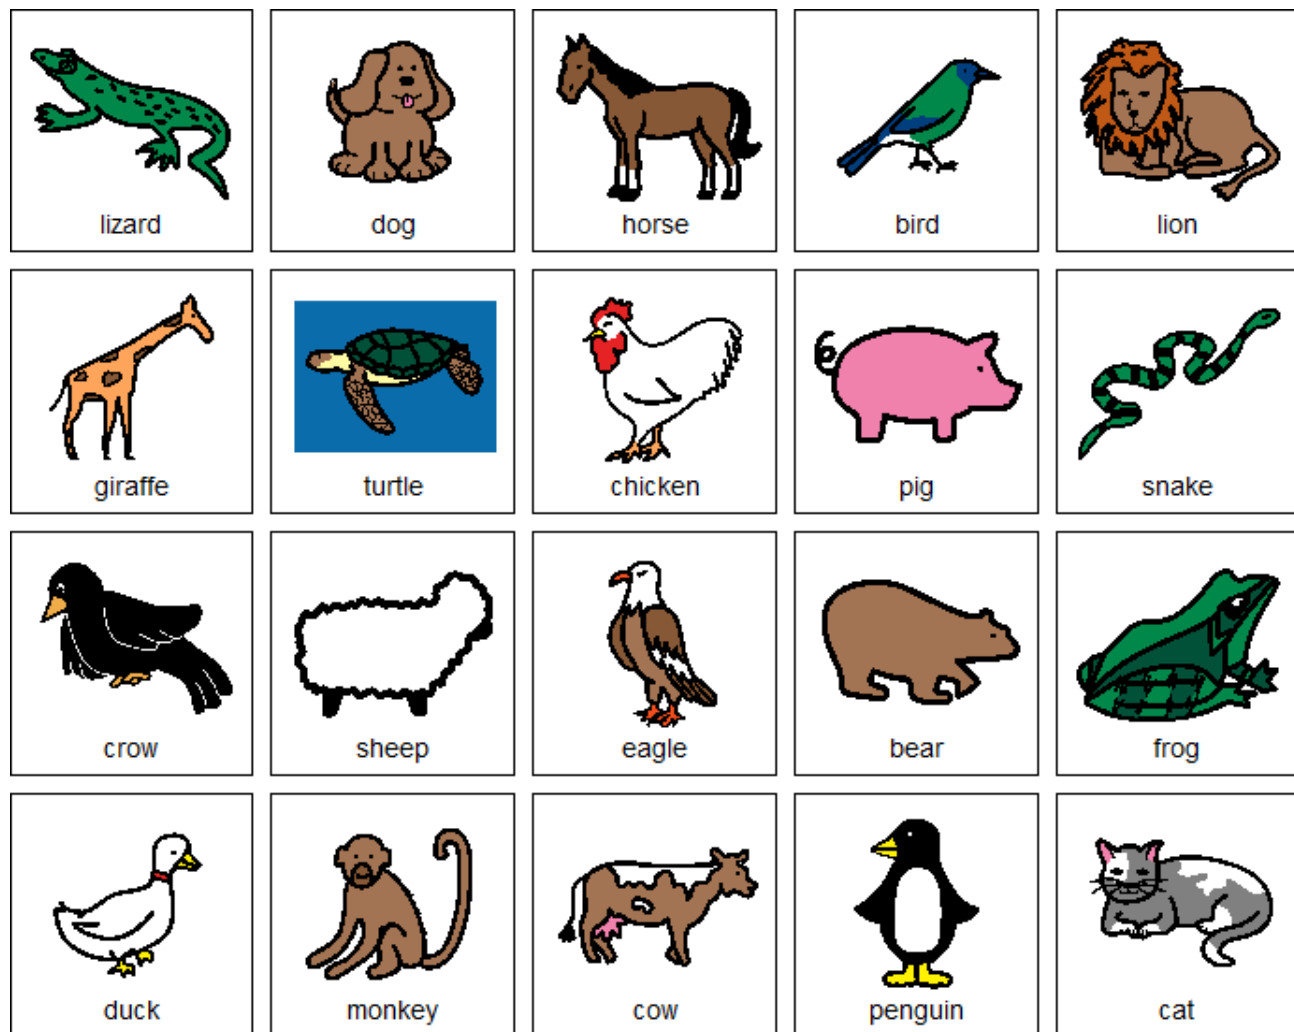 lizard
dog
horse
bird
lion
giraffe
turtle
chicken
pig
snake
crow
sheep
eagle
bear
frog
duck
monkey
cow
penguin
cat